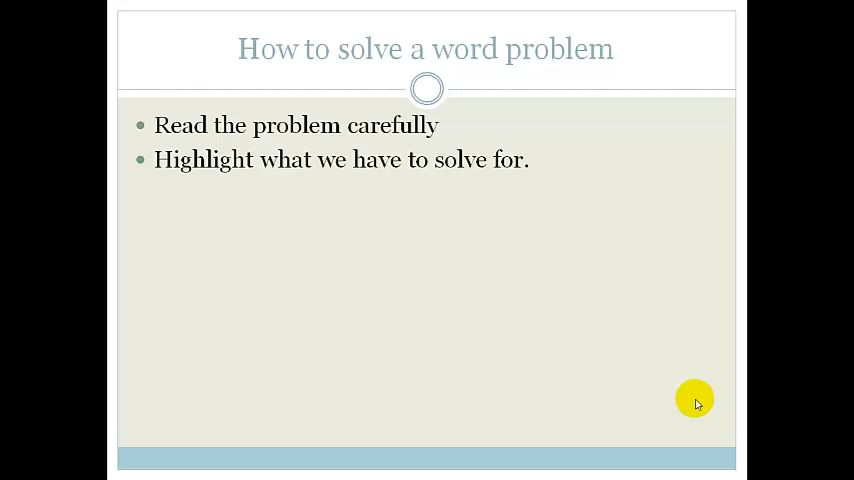 How to solve a word problem
Read the problem carefully
Highlight what we have to solve for.